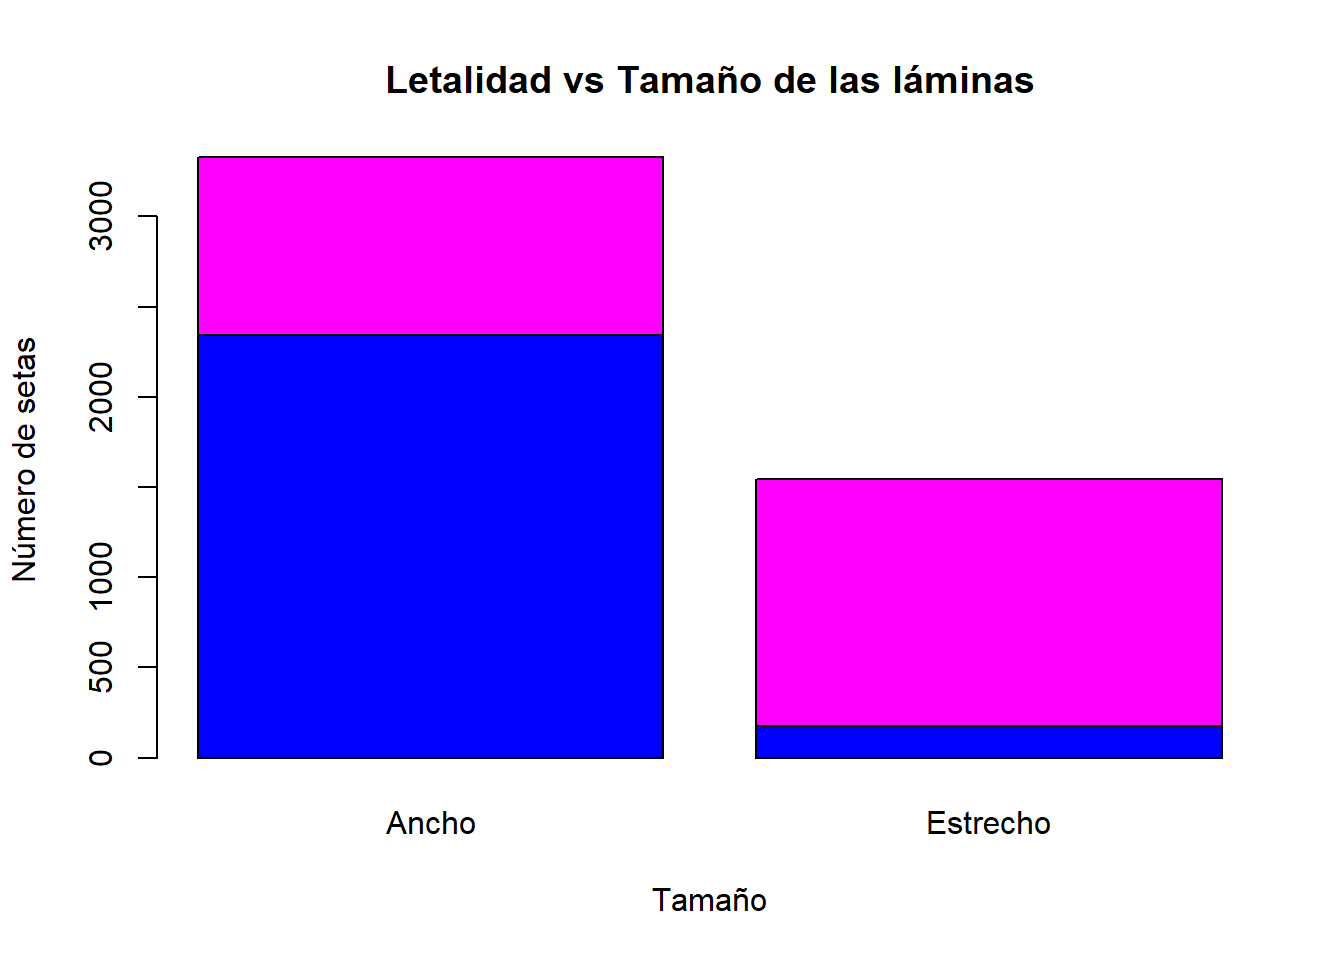 Letalidad vs Tamaño de las láminas
Número de setas
3000
2000
1000
500
0
Ancho
Estrecho
Tamaño